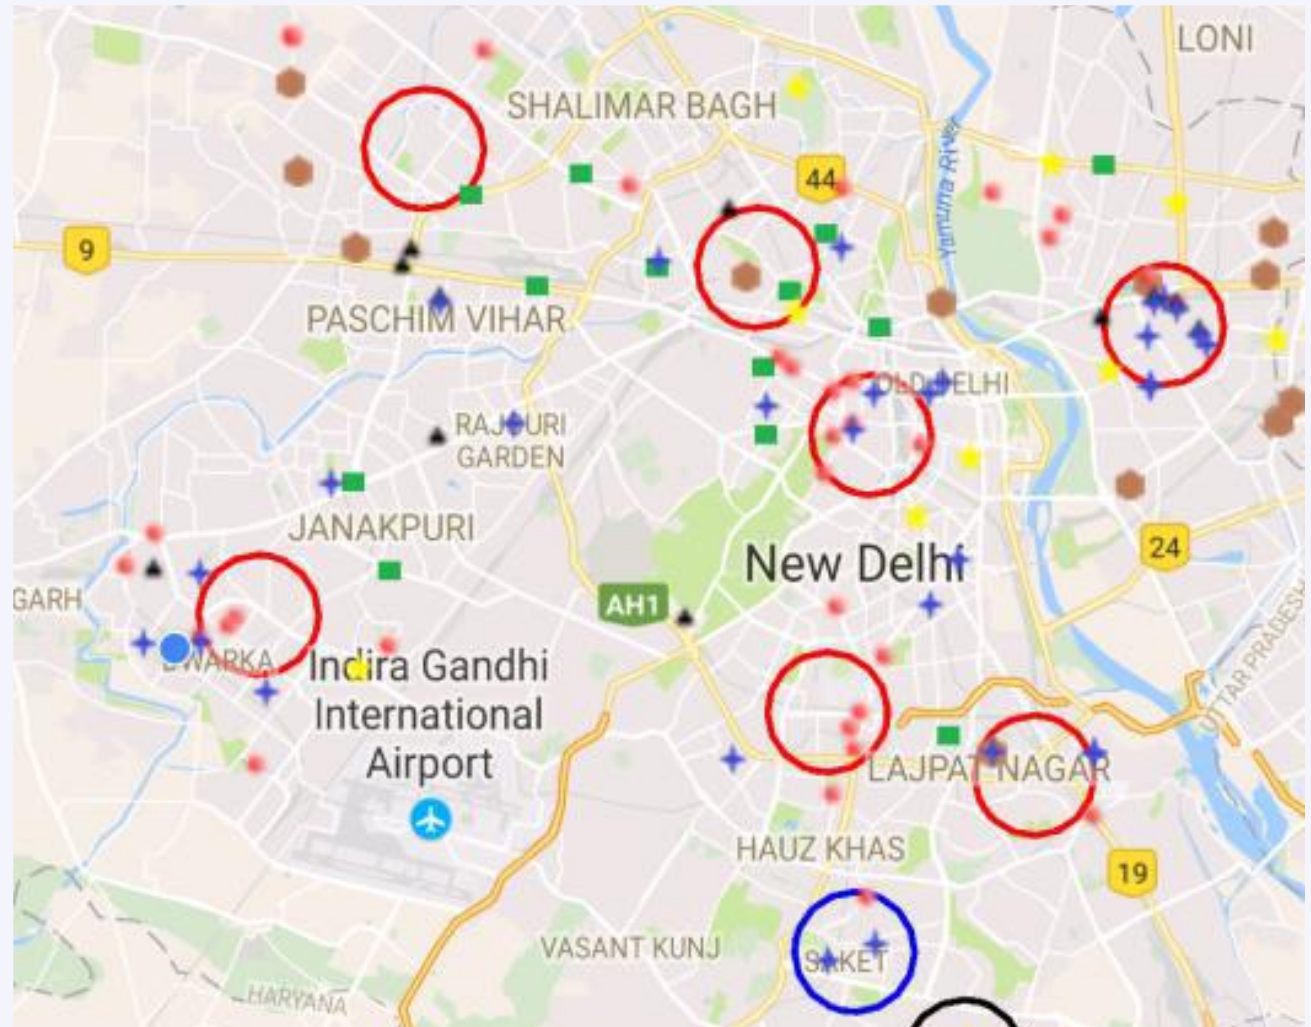 LONI
SHALIMAR BAGH
44
Yamuna River
9
PASCHIM VIHAR
OLD DELHI
RAJOURI
GARDEN
JANAKPURI
24
New Delhi
GARH
AH1
UTTAR PRADESH
DWARKA
Indira Gandhi
International
Airport
LAJPAT NAGAR
HAUZ KHAS
19
VASANT KUNJ
SAKET
HARYANA